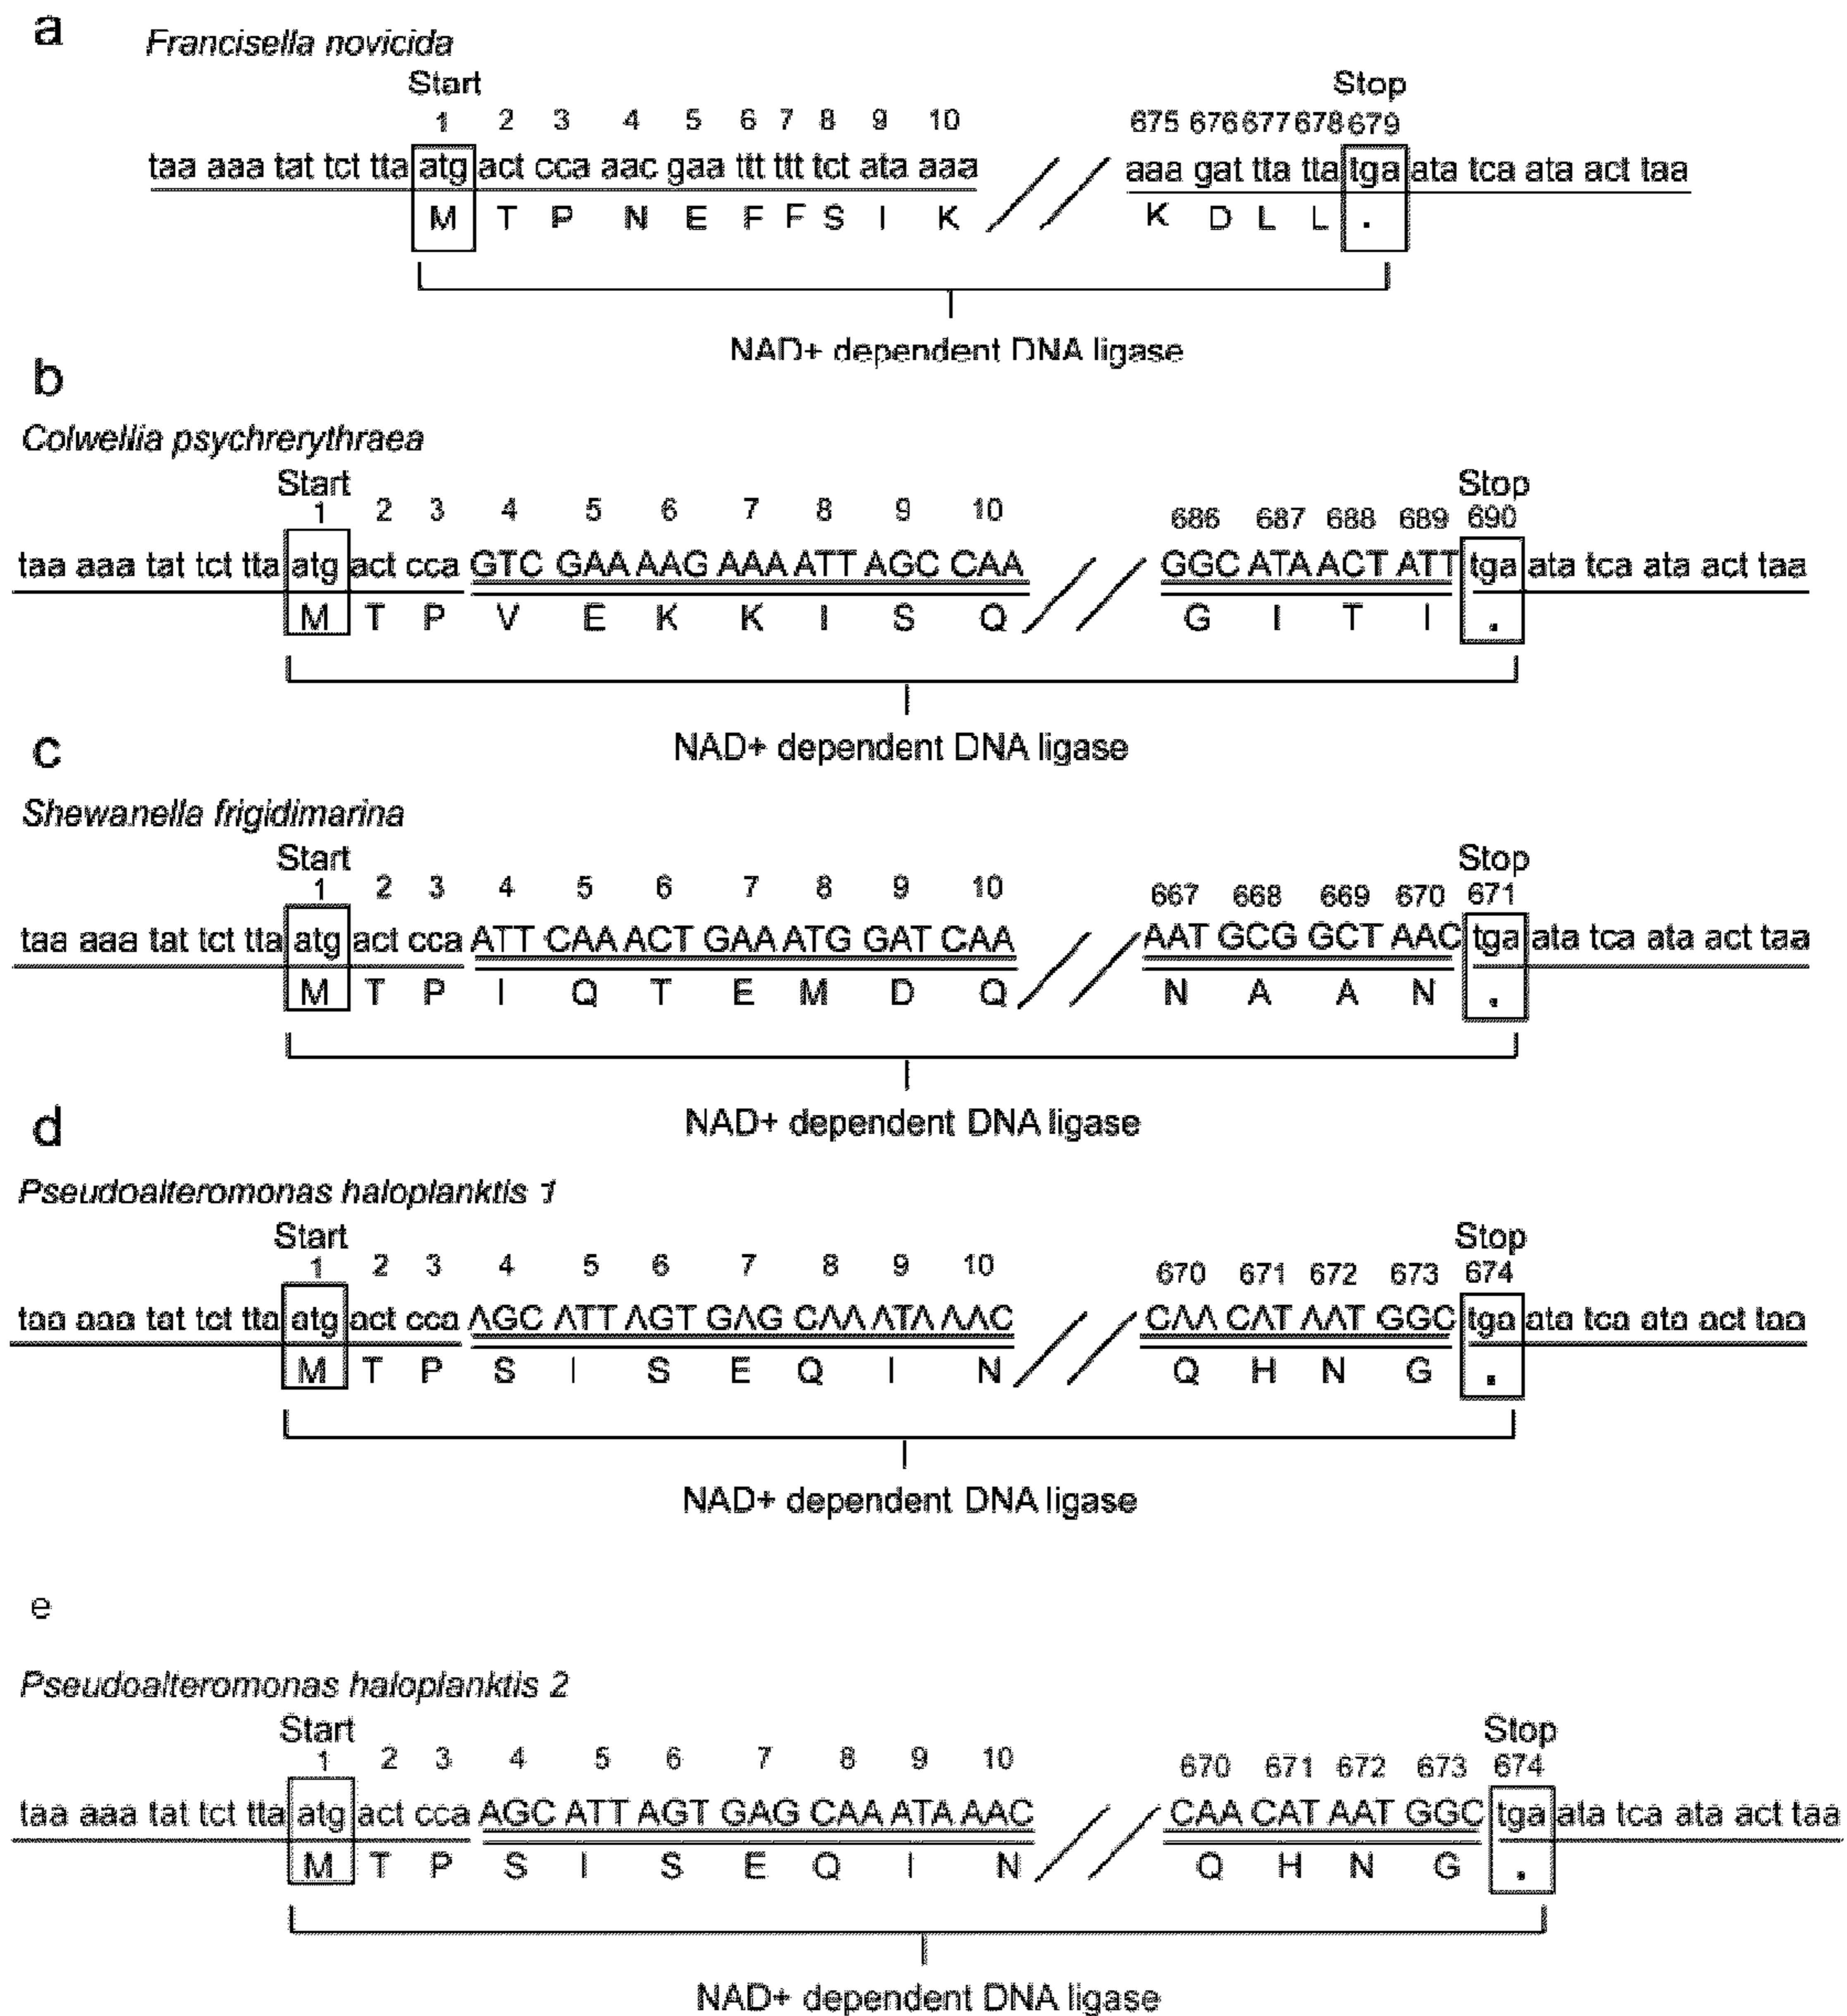 a
Francisella novicida
Start Stop
1 2 3 4 5 6 7 8 9 10 675 676 677 678 679
taa aaa tat tct tta atg act cca aac gaa ttt ttt tct ata aaa aaa gat tta tta tga ata tca ata act taa
M T P N E F F S I K K D L L .
NAD+ dependent DNA ligase
b
Colwellia psychrerythraea
Start Stop
1 2 3 4 5 6 7 8 9 10 686 687 688 689 690
taa aaa tat tct tta atg act cca GTC GAA AAG AAA ATT AGC CAA GGC ATA ACT ATT tga ata tca ata act taa
M T P V E K K I S Q G I T I .
NAD+ dependent DNA ligase
c
Shewanella frigidimarina
Start Stop
1 2 3 4 5 6 7 8 9 10 667 668 669 670 671
taa aaa tat tct tta atg act cca ATT CAA ACT GAA ATG GAT CAA AAT GCG GCT AAC tga ata tca ata act taa
M T P I Q T E M D Q N A A N .
NAD+ dependent DNA ligase
d
Pseudoalteromonas haloplanktis 1
Start Stop
1 2 3 4 5 6 7 8 9 10 670 671 672 673 674
taa aaa tat tct tta atg act cca AGC ATT AGT GAG CAA ATA AAC CAA CAT AAT GGC tga ata tca ata act taa
M T P S I S E Q I N Q H N G .
NAD+ dependent DNA ligase
e
Pseudoalteromonas haloplanktis 2
Start Stop
1 2 3 4 5 6 7 8 9 10 670 671 672 673 674
taa aaa tat tct tta atg act cca AGC ATT AGT GAG CAA ATA AAC CAA CAT AAT GGC tga ata tca ata act taa
M T P S I S E Q I N Q H N G .
NAD+ dependent DNA ligase